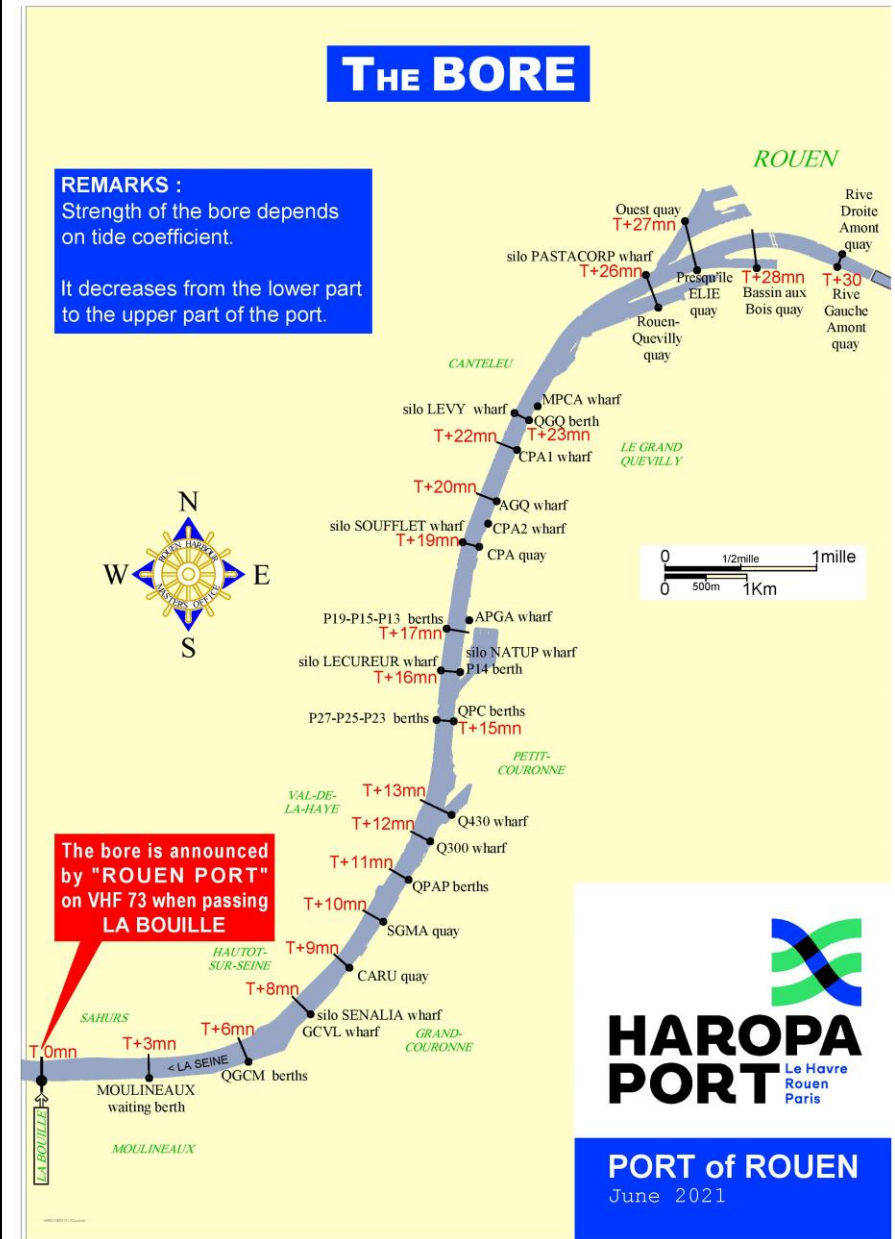 THE BORE
REMARKS :
Strength of the bore depends
on tide coefficient.
It decreases from the lower part
to the upper part of the port.
ROUEN
Rive
Droite
Amont
quay
Ouest quay
T+27mn
silo PASTACORP wharf
T+26mn
Presqu'île
ELIE
quay
T+28mn
Bassin aux
Bois quay
T+30
Rive
Gauche
Amont
quay
Rouen-
Quevilly
quay
CANTELEU
MPCA wharf
silo LEVY wharf
QGQ berth
T+22mn
T+23mn
CPA1 wharf
LE GRAND
QUEVILLY
T+20mn
AGQ wharf
silo SOUFFLET wharf
CPA2 wharf
T+19mn
CPA quay
N
W
E
S
ROUEN HARBOUR
MASTER'S OFFICE
0 1/2mille 1mille
0 500m 1Km
P19-P15-P13 berths
APGA wharf
T+17mn
silo NATUP wharf
silo LECUREUR wharf
P14 berth
T+16mn
P27-P25-P23 berths
QPC berths
T+15mn
PETIT-
COURONNE
VAL-DE-
LA-HAYE
T+13mn
Q430 wharf
T+12mn
Q300 wharf
T+11mn
QPAP berths
T+10mn
SGMA quay
The bore is announced
by "ROUEN PORT"
on VHF 73 when passing
LA BOUILLE
HAUTOT-
SUR-SEINE
T+9mn
CARU quay
T+8mn
silo SENALIA wharf
GCVL wharf
GRAND-
COURONNE
SAHURS
T+6mn
T 0mn
T+3mn
< LA SEINE
QGCM berths
MOULINEAUX
waiting berth
LA BOUILLE
MOULINEAUX
HAROPA
PORT
Le Havre
Rouen
Paris
PORT of ROUEN
June 2021